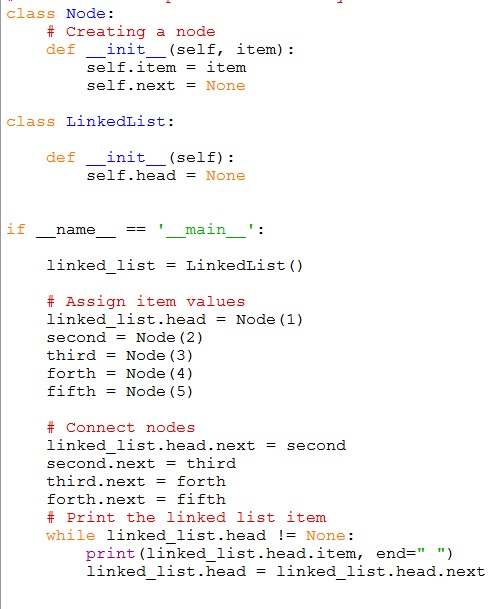 class Node:
    # Creating a node
    def __init__(self, item):
        self.item = item
        self.next = None

class LinkedList:

    def __init__(self):
        self.head = None


if __name__ == '__main__':

    linked_list = LinkedList()

    # Assign item values
    linked_list.head = Node(1)
    second = Node(2)
    third = Node(3)
    forth = Node(4)
    fifth = Node(5)

    # Connect nodes
    linked_list.head.next = second
    second.next = third
    third.next = forth
    forth.next = fifth
    # Print the linked list item
    while linked_list.head != None:
        print(linked_list.head.item, end=" ")
        linked_list.head = linked_list.head.next